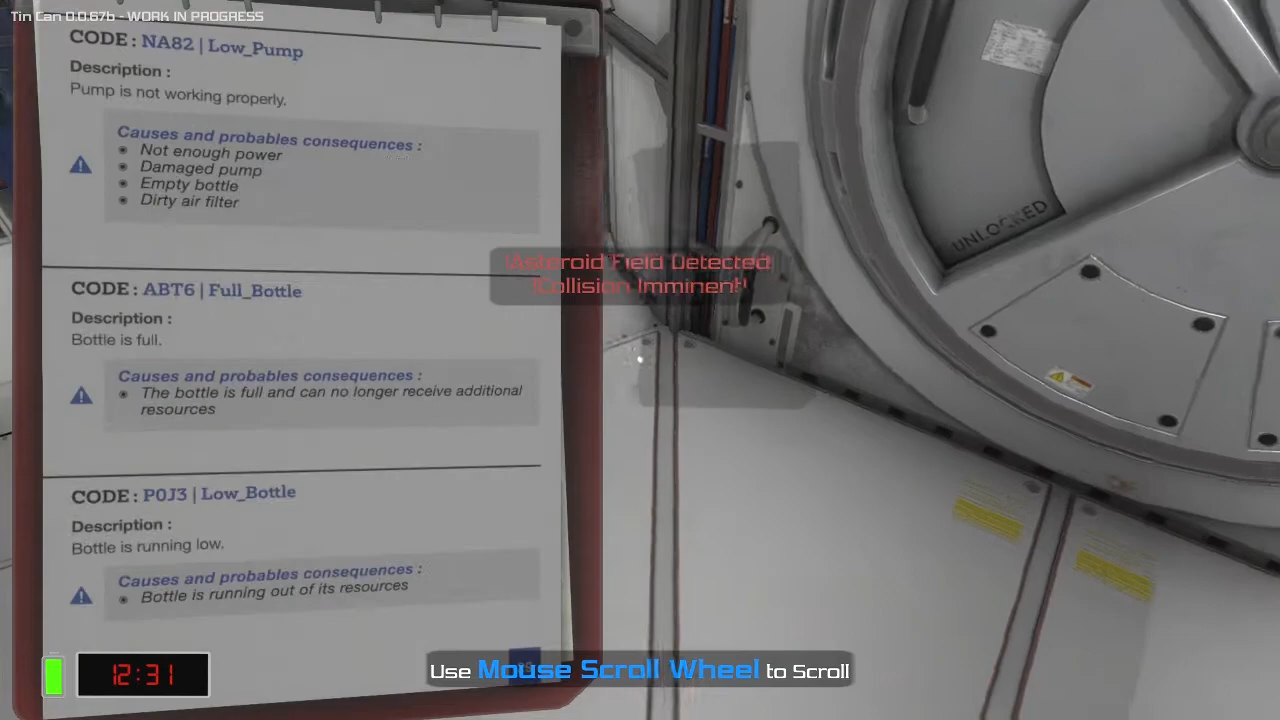 Tin Can 0.0.67b - WORK IN PROGRESS
CODE : NA82 | Low_Pump
Description :
Pump is not working properly.
Causes and probables consequences :
Not enough power
Damaged pump
Empty bottle
Dirty air filter
CODE : ABT6 | Full_Bottle
Description :
Bottle is full.
Causes and probables consequences :
The bottle is full and can no longer receive additional
resources
CODE : P0J3 | Low_Bottle
Description :
Bottle is running low.
Causes and probables consequences :
Bottle is running out of its resources
!Asteroid Field Detected!
!Collision Imminent!
UNLOCKED
12:31
Use Mouse Scroll Wheel to Scroll